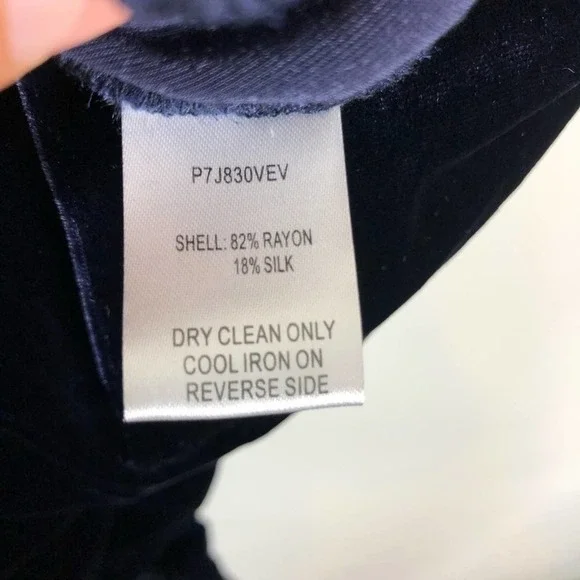 P7J830VEV
SHELL: 82% RAYON
18% SILK
DRY CLEAN ONLY
COOL IRON ON
REVERSE SIDE